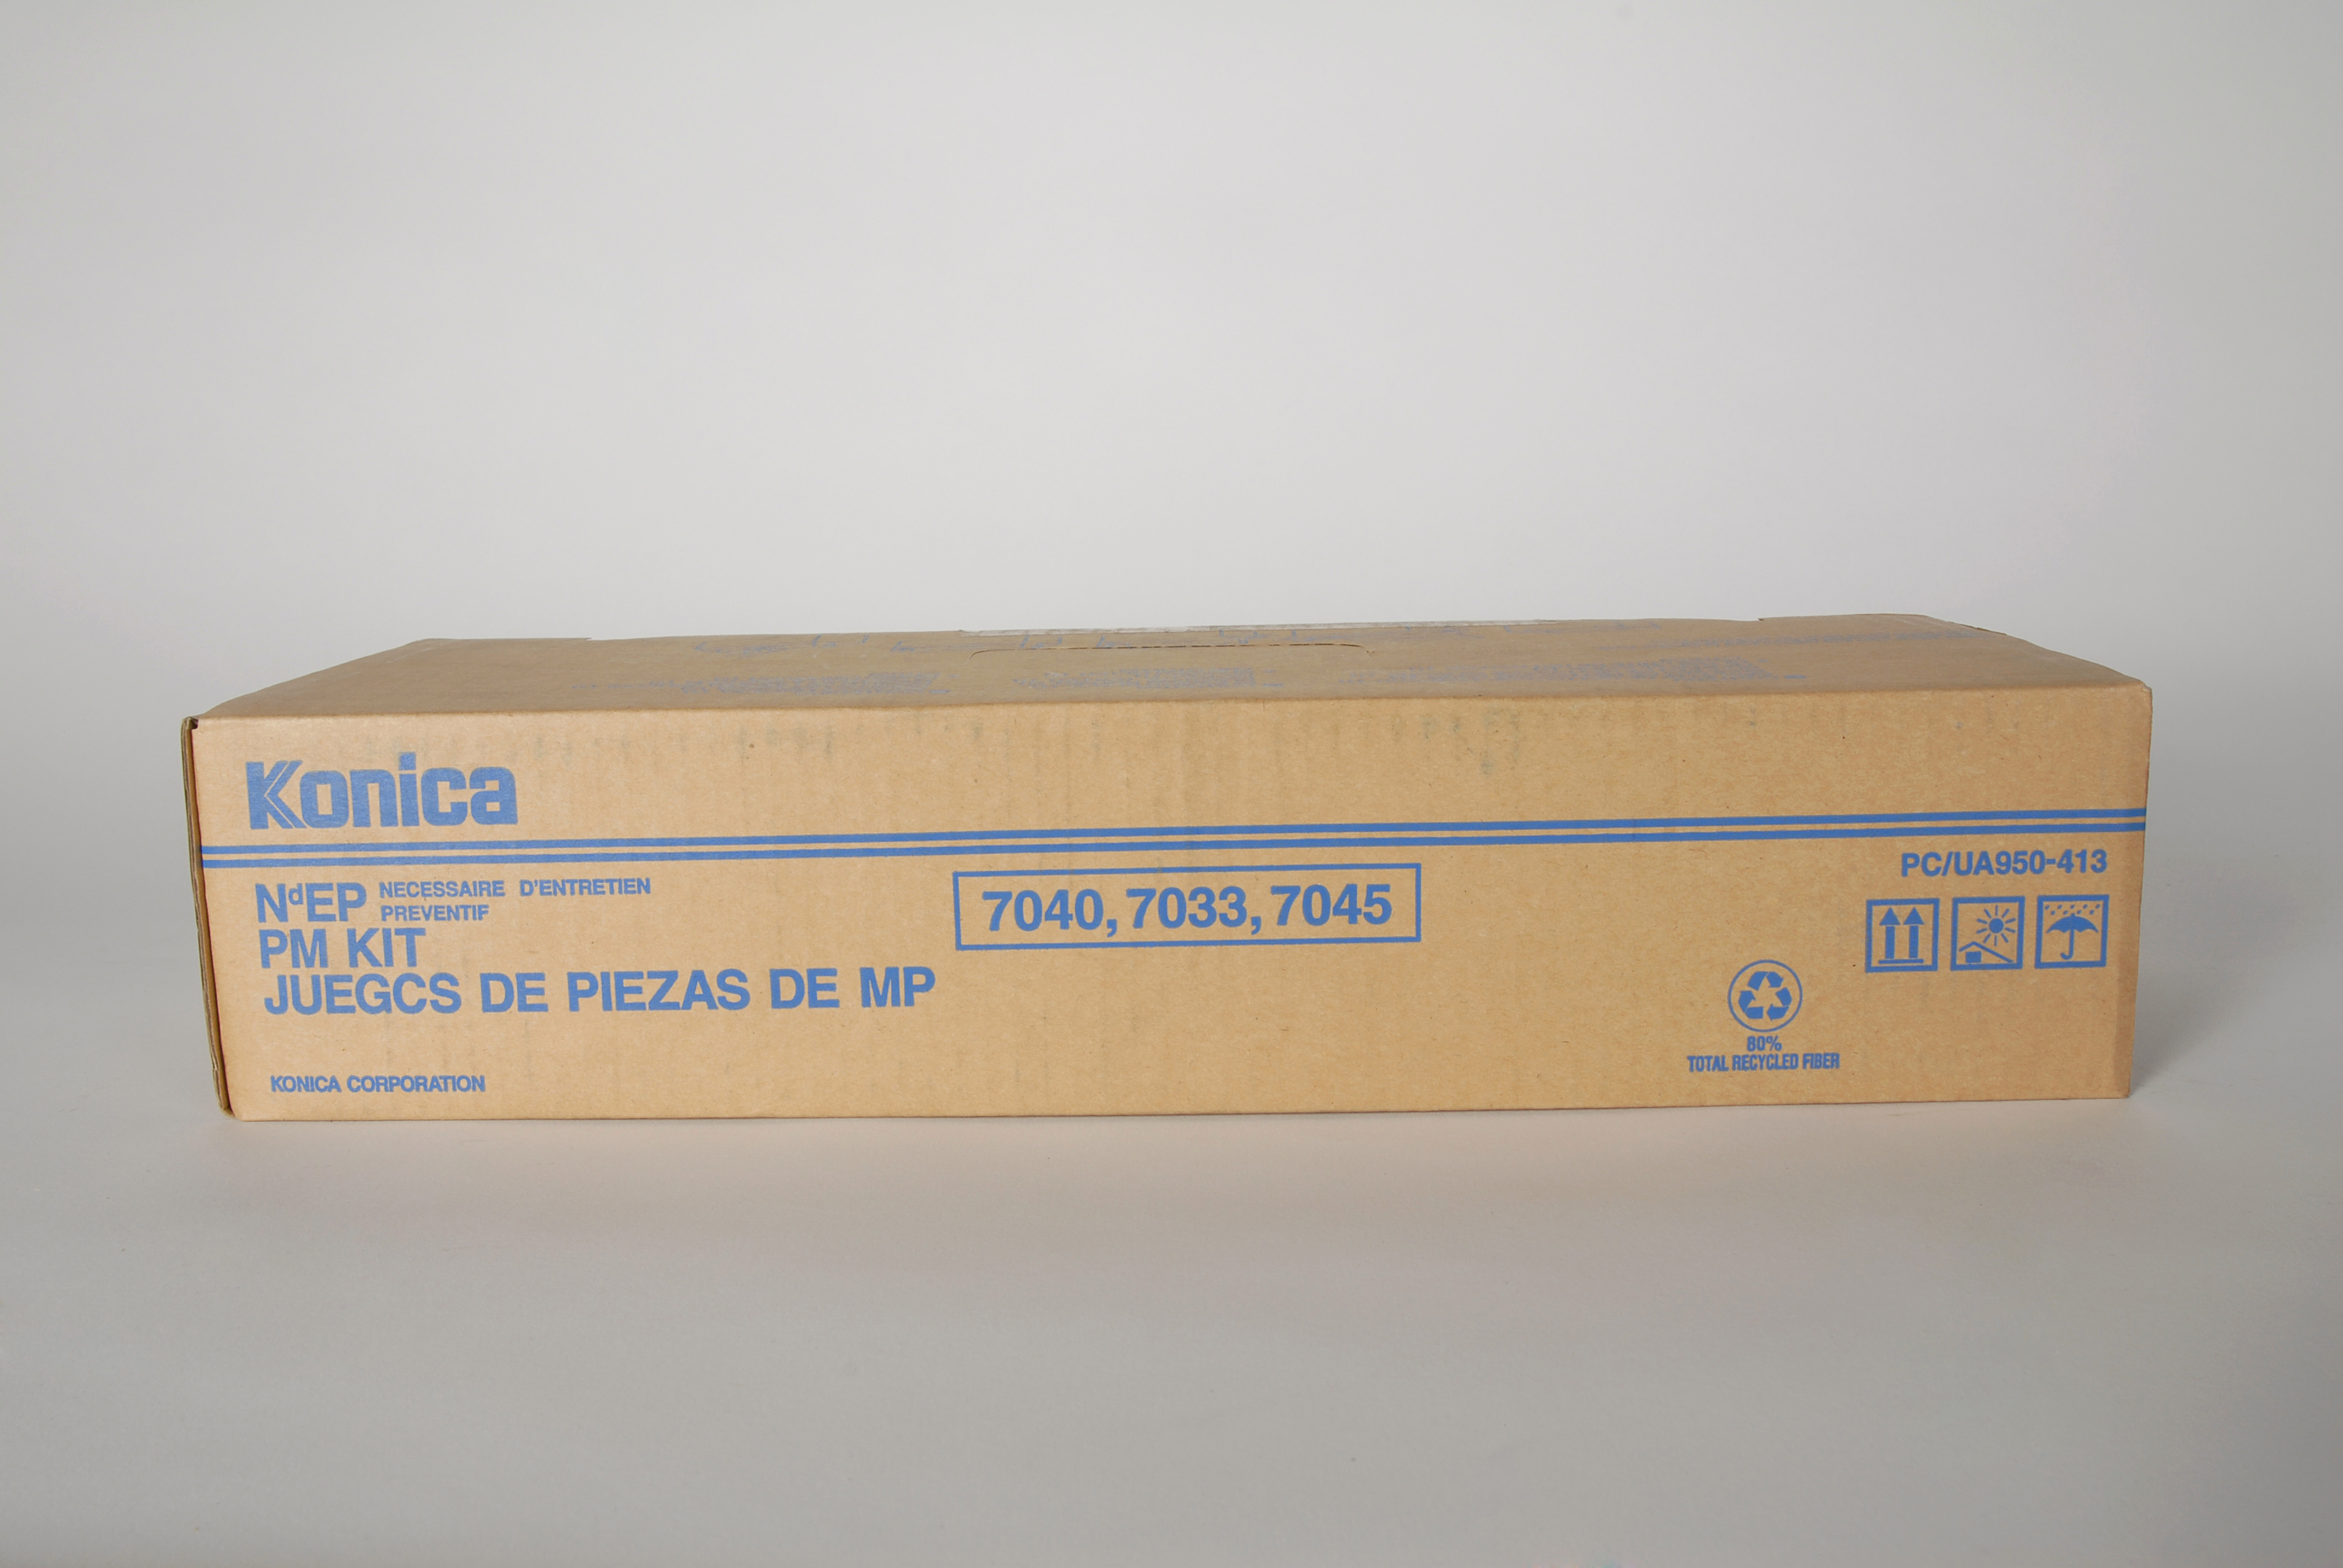 Konica
NdEP NECESSAIRE D'ENTRETIEN
PREVENTIF
PM KIT
JUEGCS DE PIEZAS DE MP
KONICA CORPORATION
7040, 7033, 7045
PC/UA950-413
80%
TOTAL RECYCLED FIBER